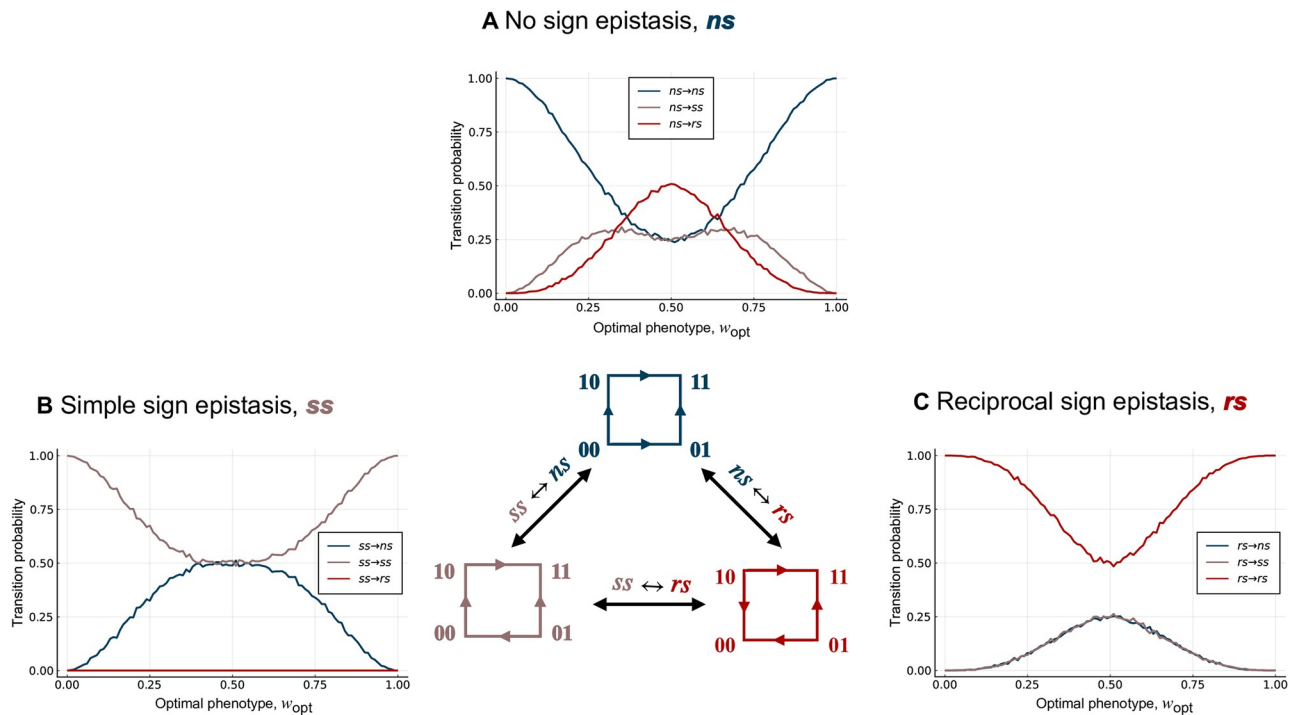 A No sign epistasis, ns
Transition probability
1.00
0.75
0.50
0.25
0.00
ns→ns
ns→ss
ns→rs
0.00 0.25 0.50 0.75 1.00
Optimal phenotype, wopt
B Simple sign epistasis, ss
Transition probability
1.00
0.75
0.50
0.25
0.00
ss→ns
ss→ss
ss→rs
0.00 0.25 0.50 0.75 1.00
Optimal phenotype, wopt
10 11
00 01
ss ↔ ns
ns ↔ rs
10 11
00 01
ss ↔ rs
10 11
00 01
C Reciprocal sign epistasis, rs
Transition probability
1.00
0.75
0.50
0.25
0.00
rs→ns
rs→ss
rs→rs
0.00 0.25 0.50 0.75 1.00
Optimal phenotype, wopt